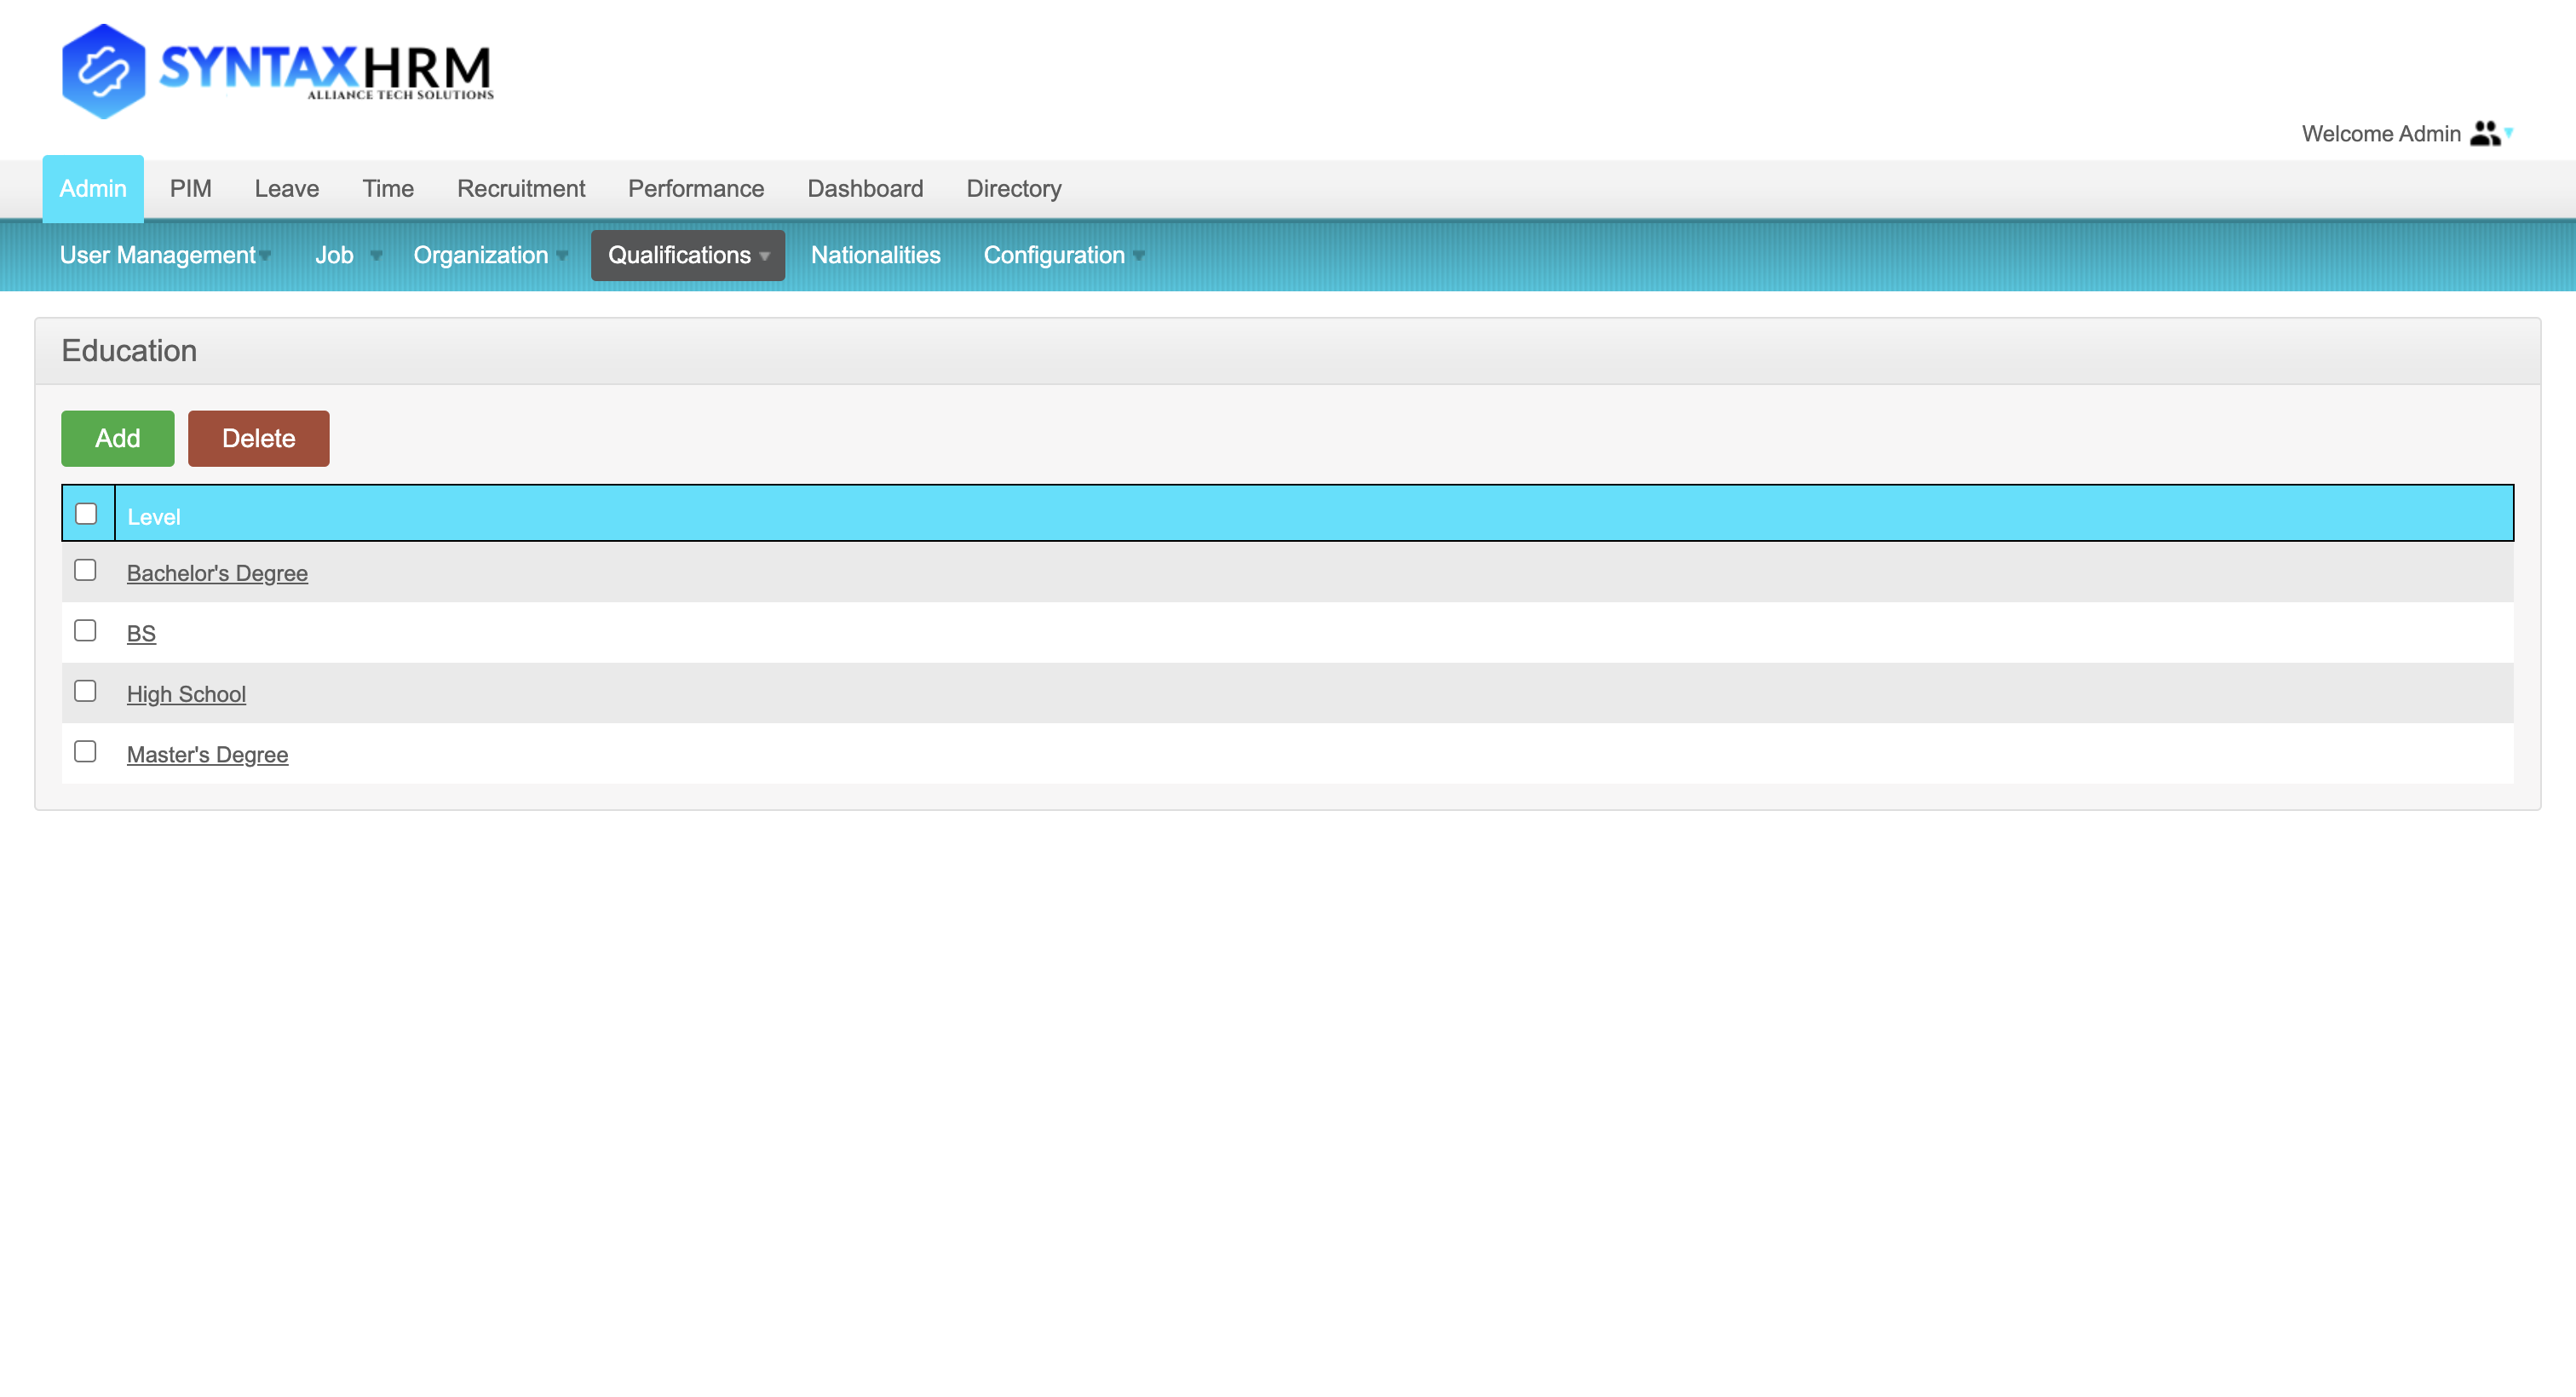 SYNTAXHRM
ALLIANCE TECH SOLUTIONS
Welcome Admin
Admin PIM Leave Time Recruitment Performance Dashboard Directory
User Management Job Organization Qualifications Nationalities Configuration
Education
Add Delete
Level
Bachelor's Degree
BS
High School
Master's Degree